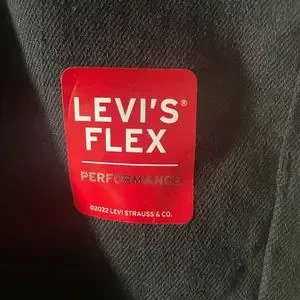 LEVI'S®
FLEX
PERFORMANCE
©2022 LEVI STRAUSS & CO.